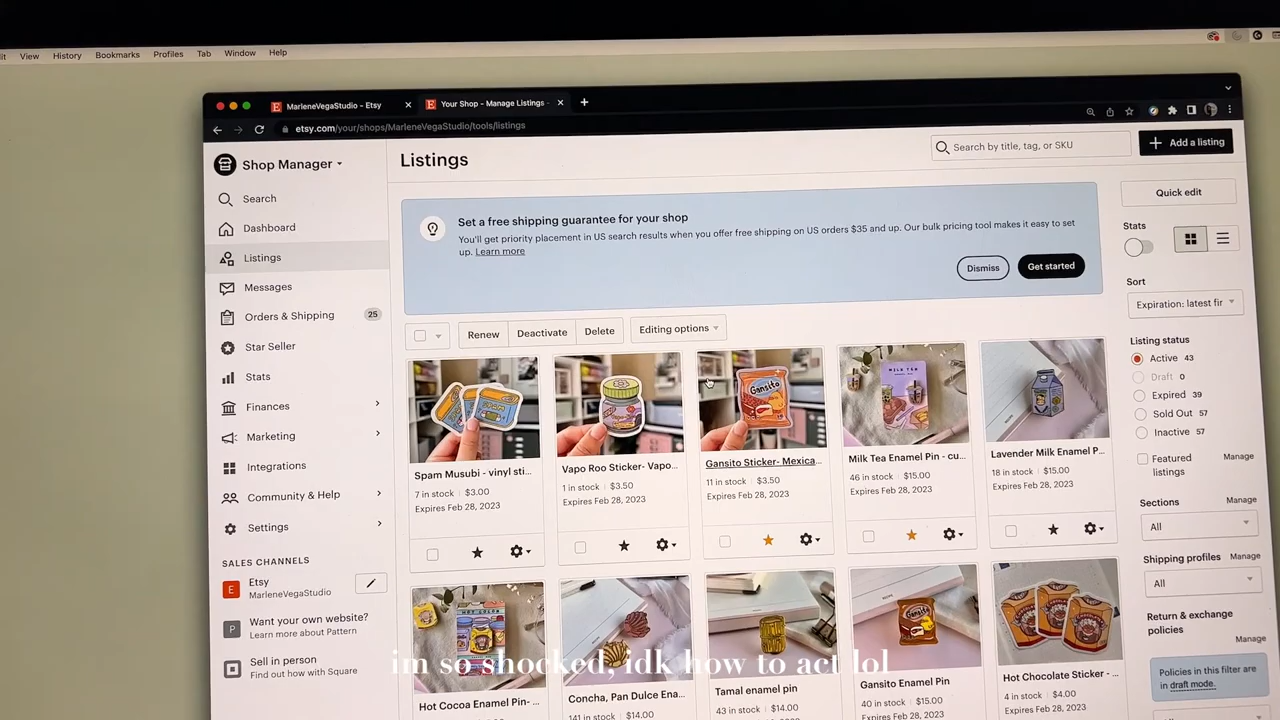 View History Bookmarks Profiles Tab Window Help
MarleneVegaStudio - Etsy
Your Shop - Manage Listings -
etsy.com/your/shops/MarleneVegaStudio/tools/listings
Shop Manager
Search
Dashboard
Listings
Messages
Orders & Shipping 25
Star Seller
Stats
Finances
Marketing
Integrations
Community & Help
Settings
SALES CHANNELS
Etsy
MarleneVegaStudio
Want your own website?
Learn more about Pattern
Sell in person
Find out how with Square
Listings
Search by title, tag, or SKU
Add a listing
Set a free shipping guarantee for your shop
You'll get priority placement in US search results when you offer free shipping on US orders $35 and up. Our bulk pricing tool makes it easy to set
up. Learn more
Dismiss
Get started
Renew
Deactivate
Delete
Editing options
Spam Musubi - vinyl sti...
7 in stock $3.00
Expires Feb 28, 2023
Vapo Roo Sticker- Vapo...
1 in stock $3.50
Expires Feb 28, 2023
Gansito
Gansito Sticker- Mexica...
11 in stock $3.50
Expires Feb 28, 2023
MILK TEA
Milk Tea Enamel Pin - cu...
46 in stock $15.00
Expires Feb 28, 2023
Lavender Milk Enamel P...
18 in stock $15.00
Expires Feb 28, 2023
Hot Cocoa Enamel Pin- ...
Concha, Pan Dulce Ena...
141 in stock $14.00
Tamal enamel pin
43 in stock $14.00
Gansito
Gansito Enamel Pin
40 in stock $15.00
Hot Chocolate Sticker - ...
4 in stock $4.00
Quick edit
Stats
Sort
Expiration: latest fir
Listing status
Active 43
Draft 0
Expired 39
Sold Out 57
Inactive 57
Featured
listings
Manage
Sections
Manage
All
Shipping profiles
Manage
All
Return & exchange
policies
Manage
Policies in this filter are
in draft mode.
im so shocked, idk how to act lol